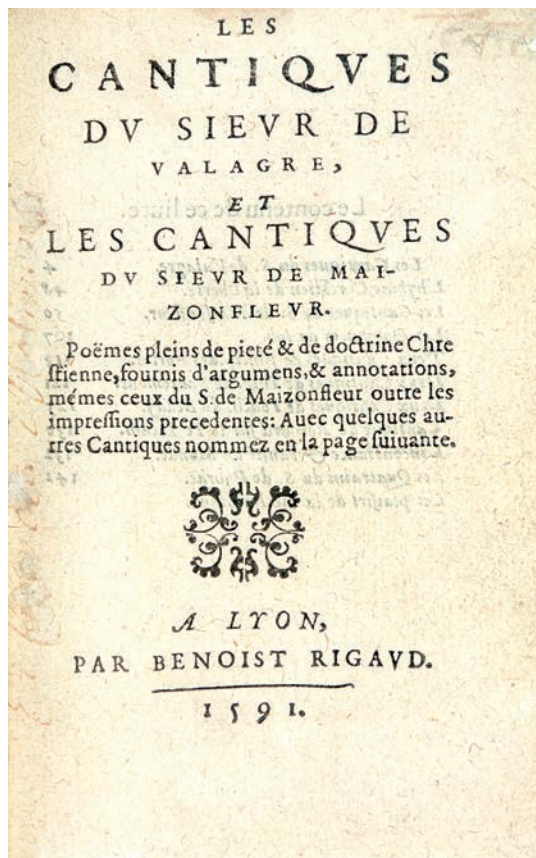 LES
CANTIQVES
DV SIEVR DE
VALAGRE,
ET
LES CANTIQVES
DV SIEVR DE MAI-
ZONFLEVR.
Poëmes pleins de pieté & de doctrine Chre
ſtienne, fournis d'argumens, & annotations,
mémes ceux du S. de Maizonfleur outre les
impreſſions precedentes: Auec quelques au-
tres Cantiques nommez en la page ſuiuante.
A LYON,
PAR BENOIST RIGAVD.
1591.